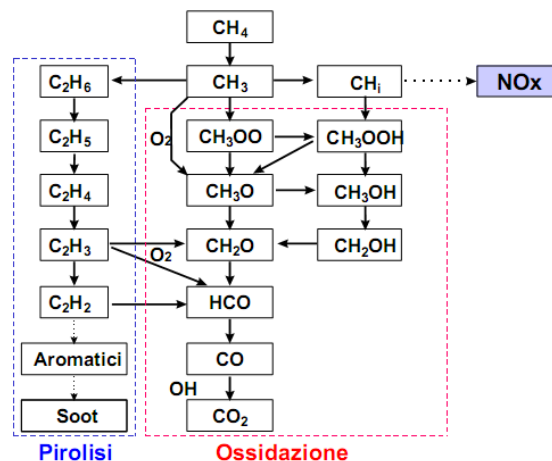 CH₄
C₂H₆ CH₃ CHᵢ NOx
C₂H₅ O₂ CH₃OO CH₃OOH
C₂H₄ CH₃O CH₃OH
C₂H₃ O₂ CH₂O CH₂OH
C₂H₂ HCO
Aromatici CO
OH
Soot CO₂
Pirolisi Ossidazione